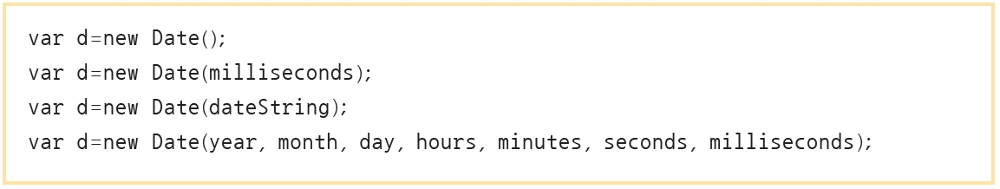 var d=new Date();
var d=new Date(milliseconds);
var d=new Date(dateString);
var d=new Date(year, month, day, hours, minutes, seconds, milliseconds);